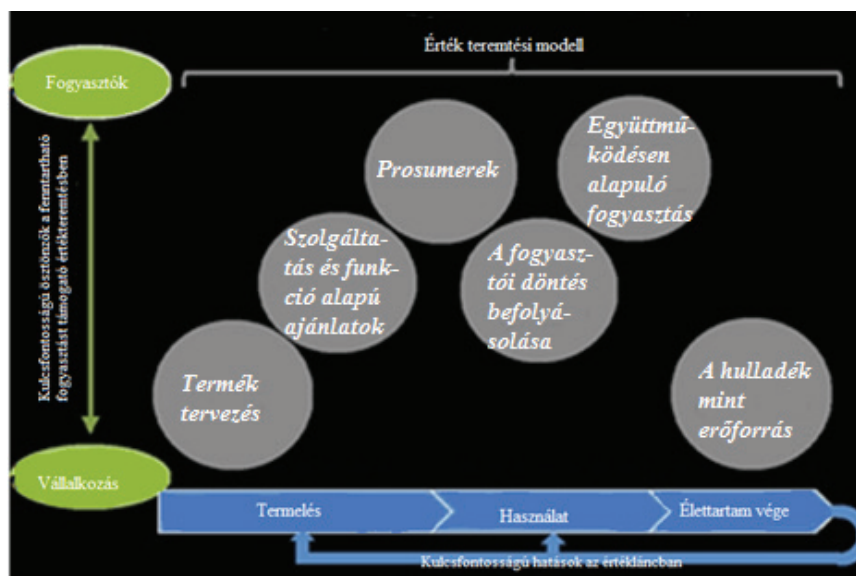 Érték teremtési modell
Fogyasztók
Kulcsfontosságú ösztönzők a fenntartható
fogyasztást támogató értékteremtésben
Vállalkozás
Együttmű-
ködésen
alapuló
fogyasztás
Prosumerek
Szolgálta-
tás és funk-
ció alapú
ajánlatok
A fogyasz-
tói döntés
befolyá-
solása
Termék
tervezés
A hulladék
mint
erőforrás
Termelés
Használat
Élettartam vége
Kulcsfontosságú hatások az értékláncban